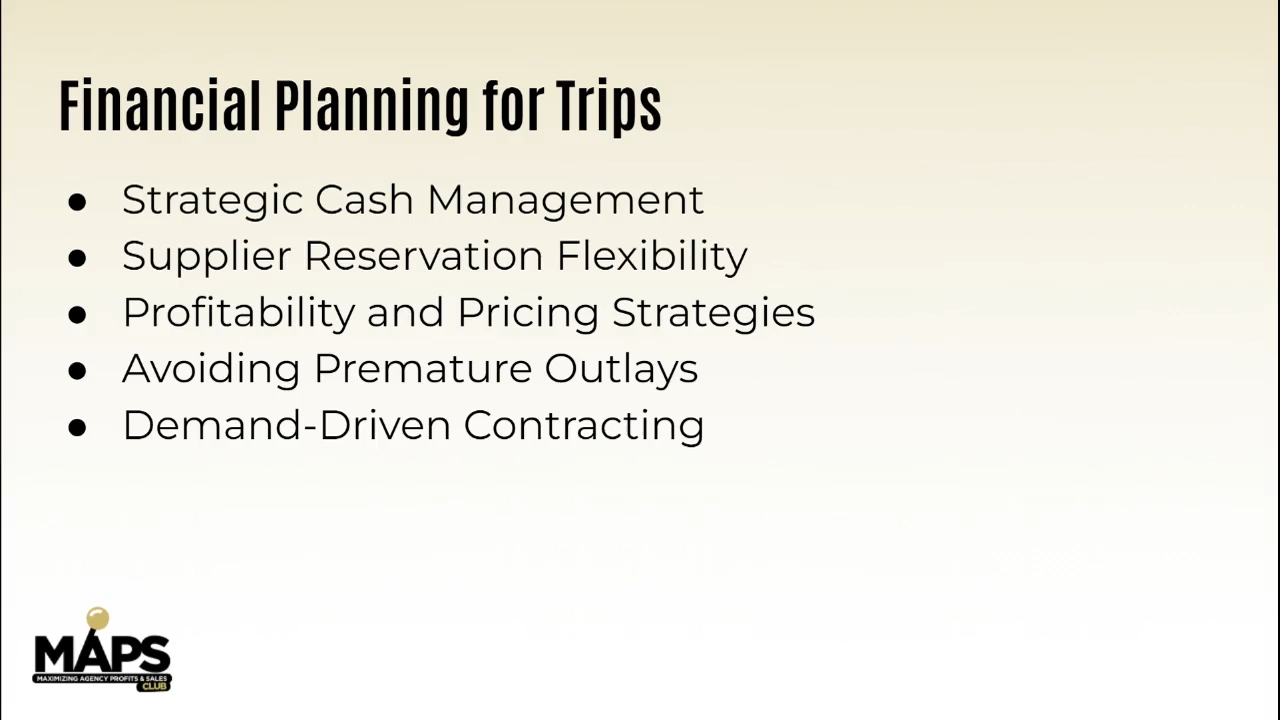 Financial Planning for Trips
● Strategic Cash Management
● Supplier Reservation Flexibility
● Profitability and Pricing Strategies
● Avoiding Premature Outlays
● Demand-Driven Contracting
MAPS
MAXIMIZING AGENCY PROFITS & SALES
CLUB